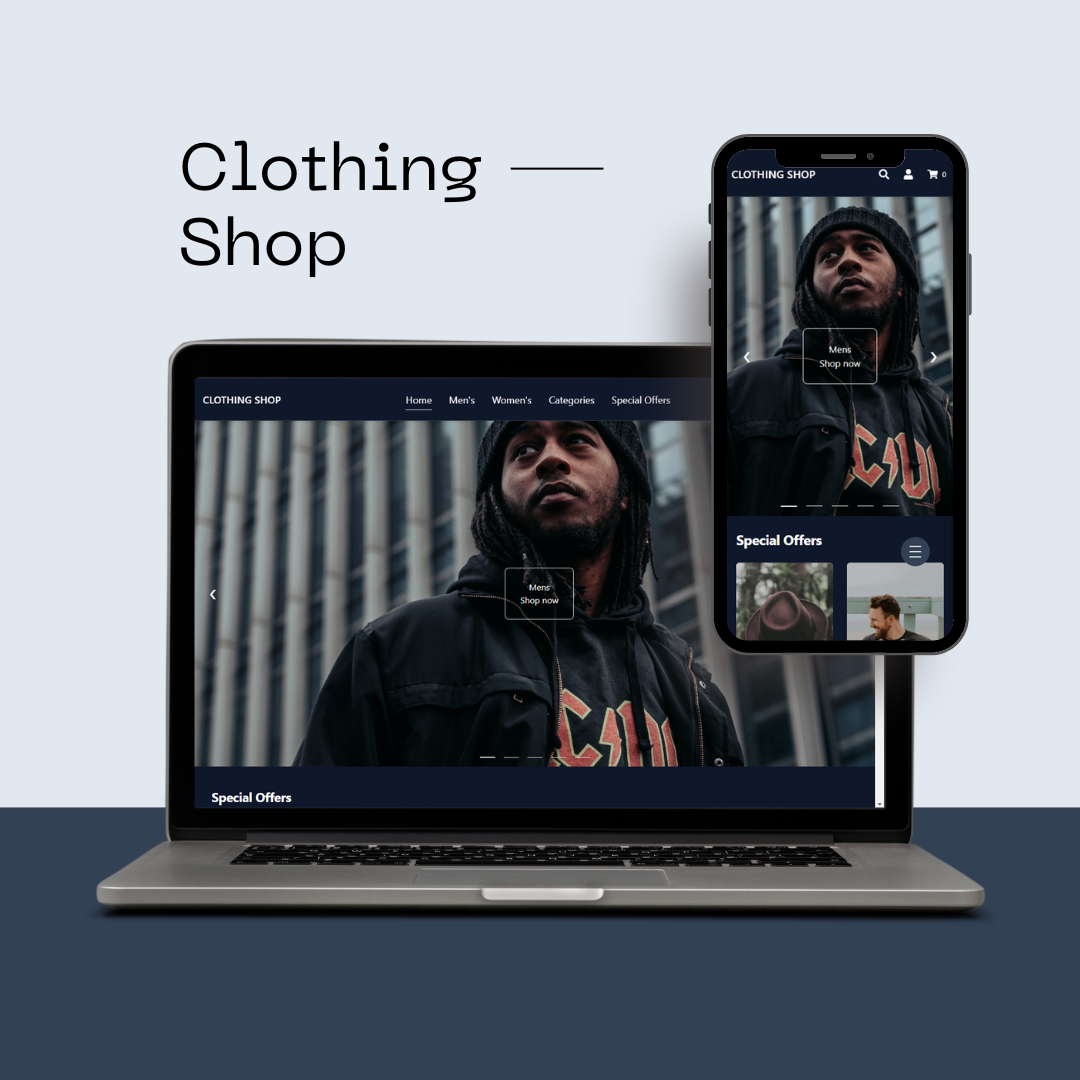 Clothing
Shop
CLOTHING SHOP
0
Mens
Shop now
Special Offers
CLOTHING SHOP
Home Men's Women's Categories Special Offers
Mens
Shop now
Special Offers